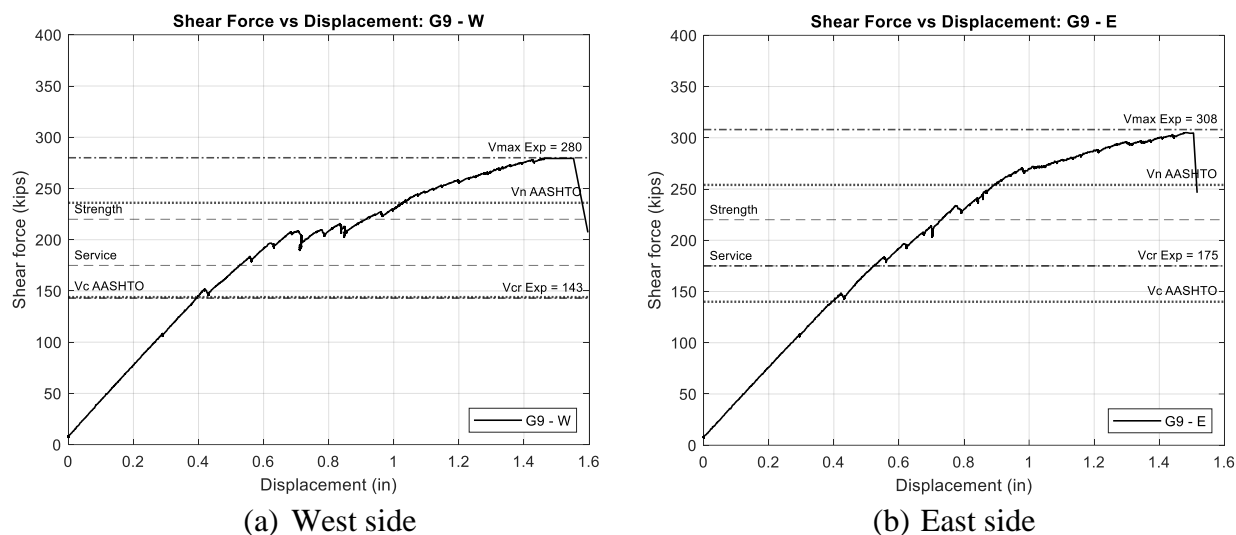 Shear Force vs Displacement: G9 - W
400
350
300
250
200
150
100
50
0
Shear force (kips)
Vmax Exp = 280
Vn AASHTO
Strength
Service
Vc AASHTO
Vcr Exp = 143
G9 - W
0 0.2 0.4 0.6 0.8 1 1.2 1.4 1.6
Displacement (in)
(a) West side
Shear Force vs Displacement: G9 - E
400
350
300
250
200
150
100
50
0
Shear force (kips)
Vmax Exp = 308
Vn AASHTO
Strength
Service
Vcr Exp = 175
Vc AASHTO
G9 - E
0 0.2 0.4 0.6 0.8 1 1.2 1.4 1.6
Displacement (in)
(b) East side